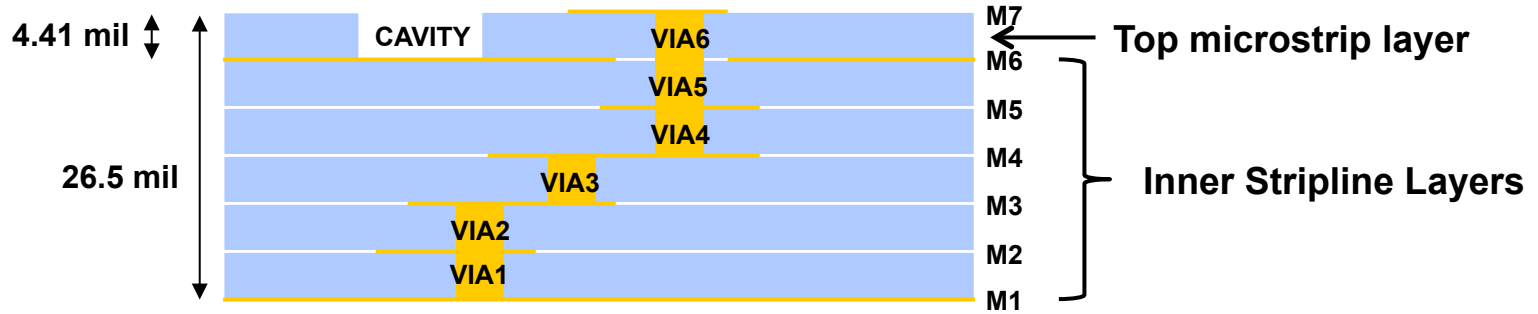 M7
4.41 mil
CAVITY
VIA6
Top microstrip layer
M6
VIA5
M5
VIA4
M4
26.5 mil
VIA3
Inner Stripline Layers
M3
VIA2
M2
VIA1
M1